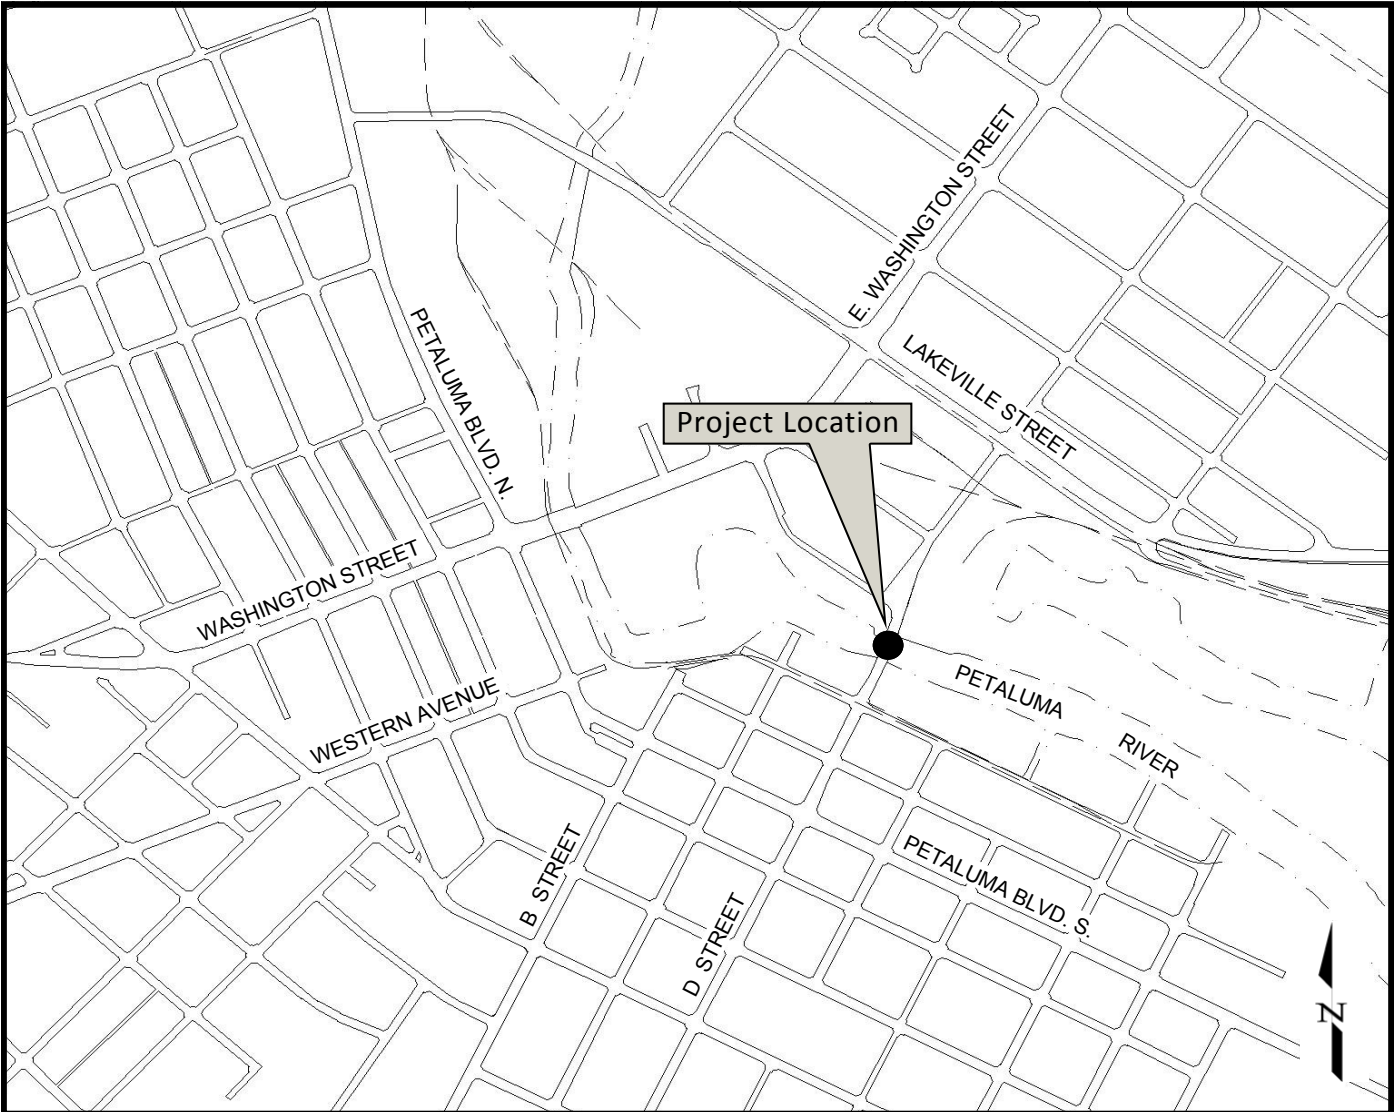 E. WASHINGTON STREET
PETALUMA BLVD. N.
LAKEVILLE STREET
Project Location
WASHINGTON STREET
WESTERN AVENUE
PETALUMA
RIVER
B STREET
D STREET
PETALUMA BLVD. S.
N